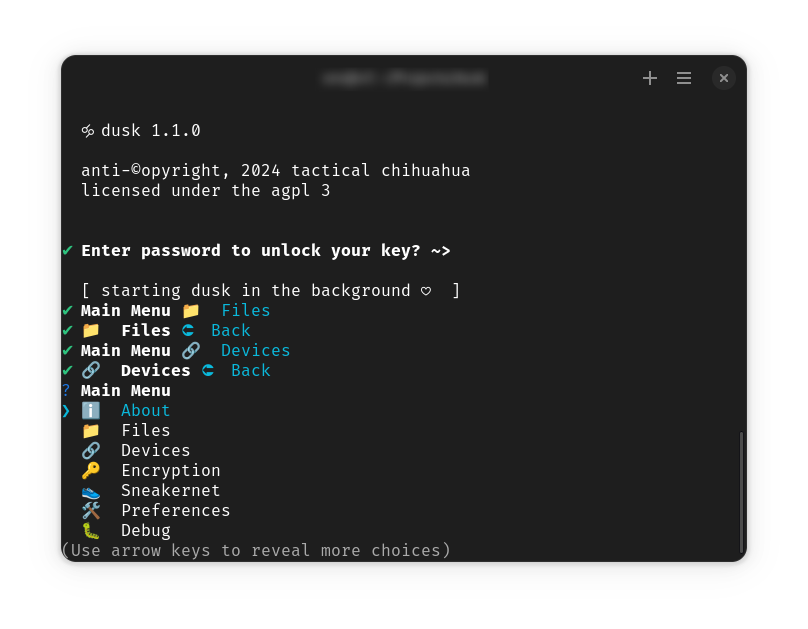 dusk 1.1.0
anti-©opyright, 2024 tactical chihuahua
licensed under the agpl 3
✔ Enter password to unlock your key? ~>
[ starting dusk in the background ♡ ]
✔ Main Menu 📁 Files
✔ 📁 Files ⮌ Back
✔ Main Menu 🔗 Devices
✔ 🔗 Devices ⮌ Back
? Main Menu
❯ ℹ️ About
📁 Files
🔗 Devices
🔑 Encryption
👟 Sneakernet
🛠️ Preferences
🐛 Debug
(Use arrow keys to reveal more choices)